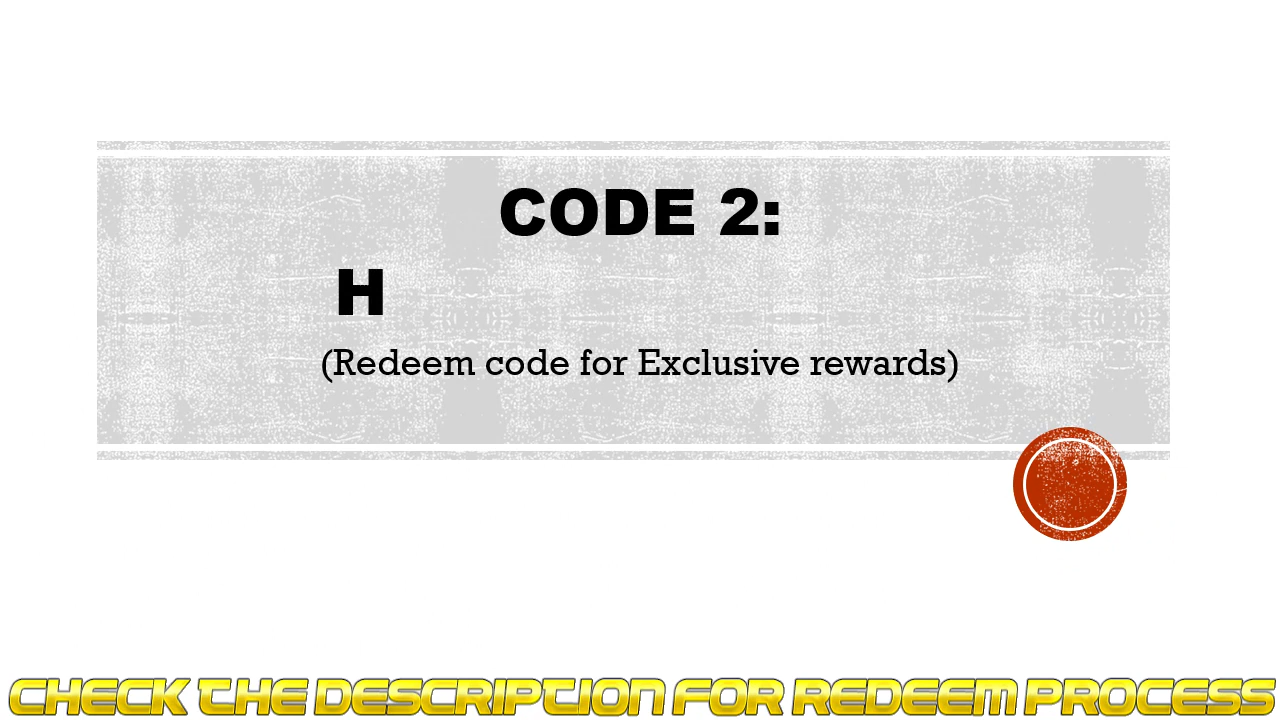 CODE 2:
H
(Redeem code for Exclusive rewards)
CHECK THE DESCRIPTION FOR REDEEM PROCESS